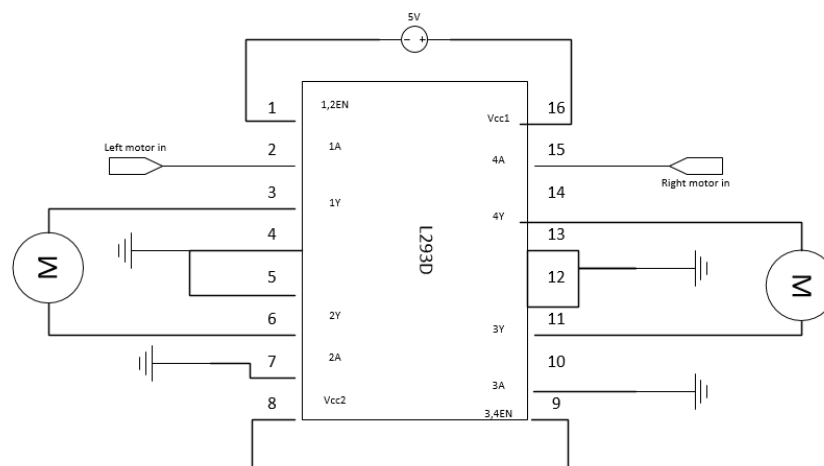 5V
1
1,2EN
Vcc1
16
2
1A
4A
15
Left motor in
Right motor in
3
1Y
4Y
14
4
13
L293D
M
M
5
12
6
2Y
3Y
11
7
2A
3A
10
8
Vcc2
3,4EN
9